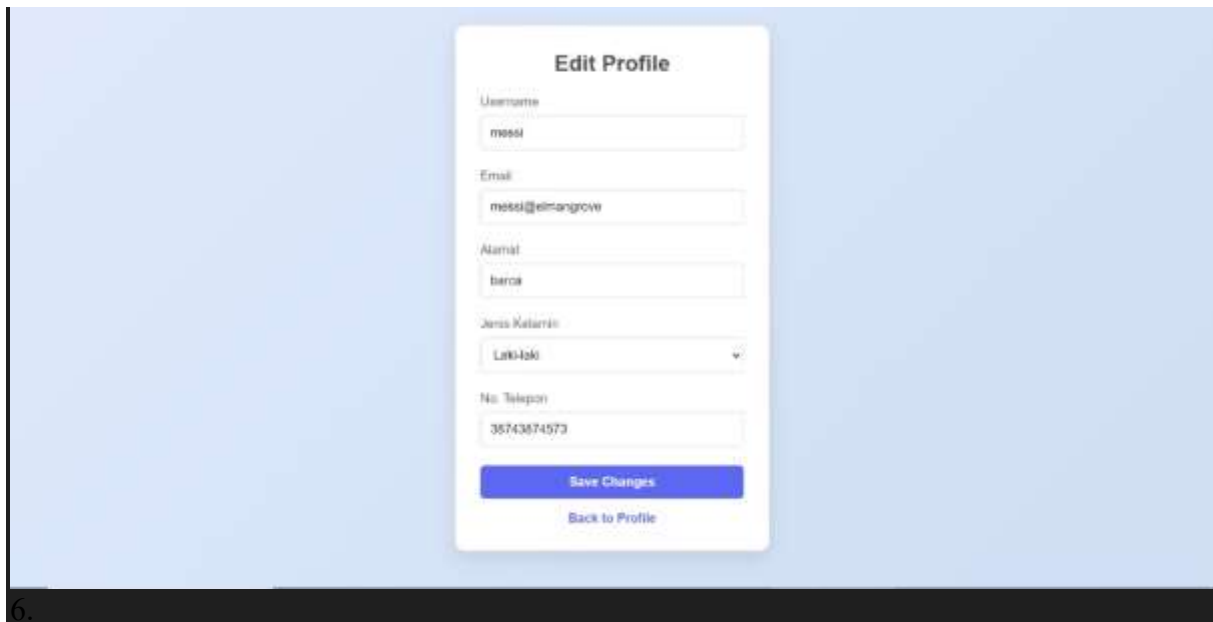 Edit Profile
Username
messi
Email
messi@elmangrove
Alamat
barca
Jenis Kelamin
Laki-laki
No. Telepon
38743874573
Save Changes
Back to Profile
6.